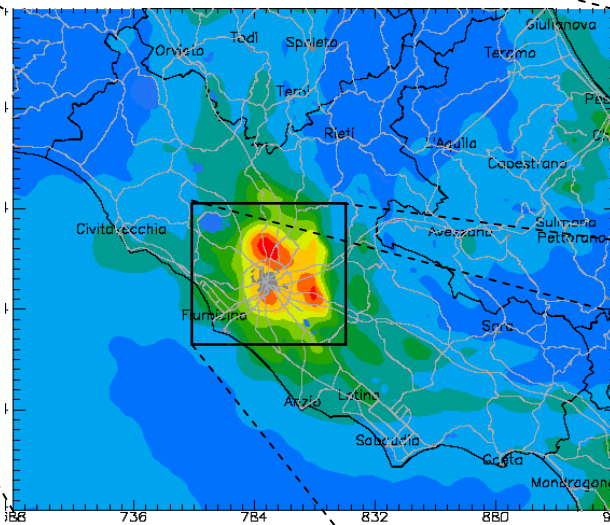 Giulianova
Todi
Spoleto
Orvieto
Teramo
Terni
Rieti
L'Aquila
Capestrano
Civitavecchia
Sulmona
Avezzano
Pettorano
Fiumicino
Sora
Anzio
Latina
Sabaudia
Gaeta
Mondragone
736
784
832
880